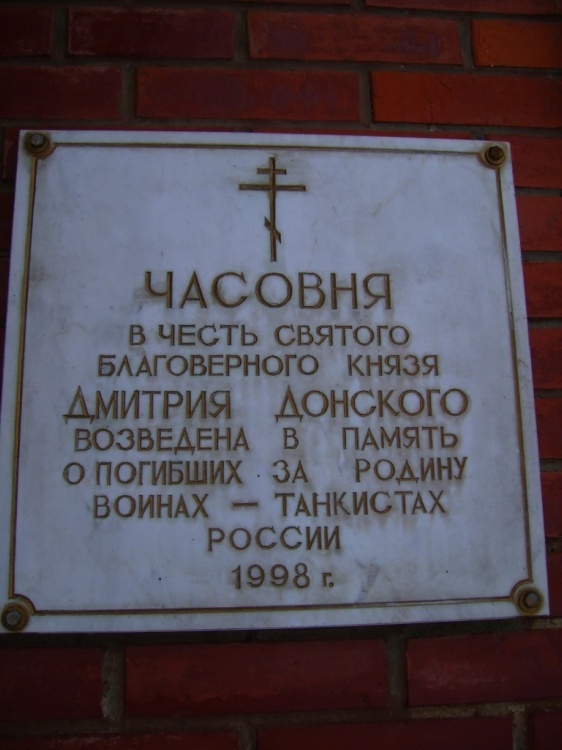 ЧАСОВНЯ
В ЧЕСТЬ СВЯТОГО
БЛАГОВЕРНОГО КНЯЗЯ
ДМИТРИЯ ДОНСКОГО
ВОЗВЕДЕНА В ПАМЯТЬ
О ПОГИБШИХ ЗА РОДИНУ
ВОИНАХ — ТАНКИСТАХ
РОССИИ
1998 г.